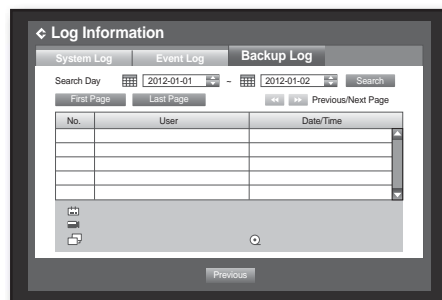 Log Information
System Log Event Log Backup Log
Search Day 2012-01-01 ~ 2012-01-02 Search
First Page Last Page Previous/Next Page
No. User Date/Time
Previous